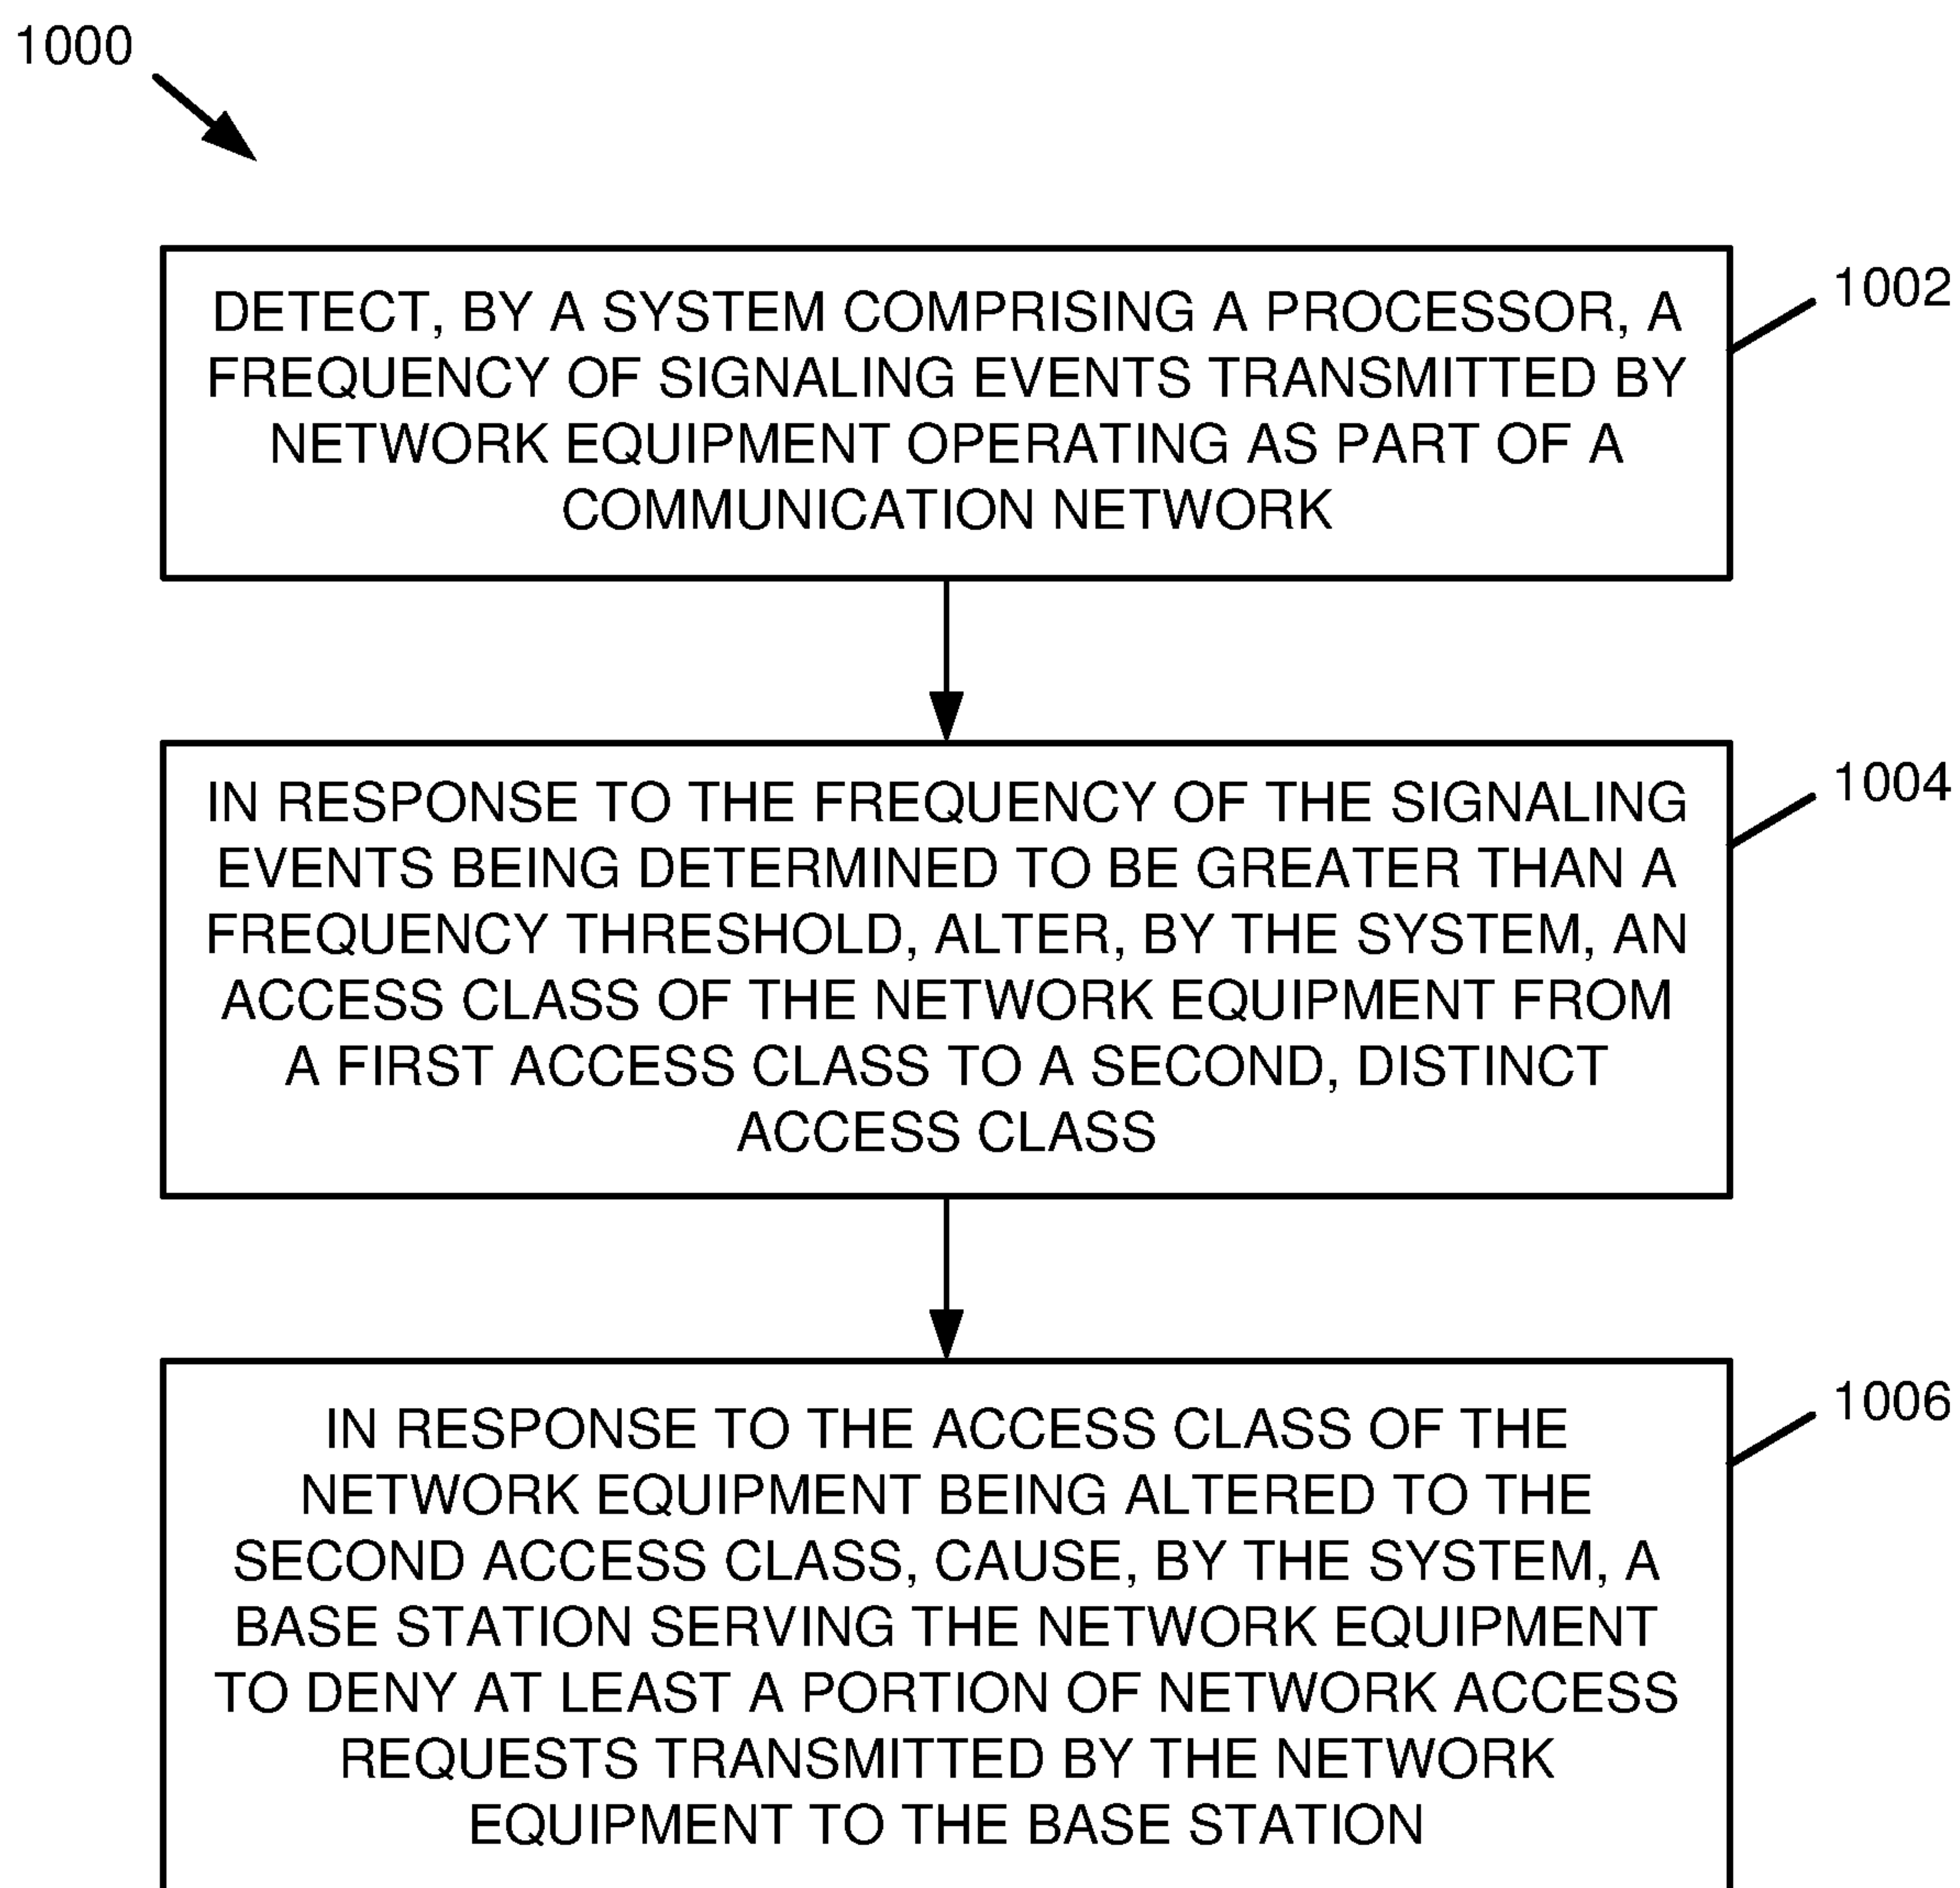 1000
1002
DETECT, BY A SYSTEM COMPRISING A PROCESSOR, A
FREQUENCY OF SIGNALING EVENTS TRANSMITTED BY
NETWORK EQUIPMENT OPERATING AS PART OF A
COMMUNICATION NETWORK
1004
IN RESPONSE TO THE FREQUENCY OF THE SIGNALING
EVENTS BEING DETERMINED TO BE GREATER THAN A
FREQUENCY THRESHOLD, ALTER, BY THE SYSTEM, AN
ACCESS CLASS OF THE NETWORK EQUIPMENT FROM
A FIRST ACCESS CLASS TO A SECOND, DISTINCT
ACCESS CLASS
1006
IN RESPONSE TO THE ACCESS CLASS OF THE
NETWORK EQUIPMENT BEING ALTERED TO THE
SECOND ACCESS CLASS, CAUSE, BY THE SYSTEM, A
BASE STATION SERVING THE NETWORK EQUIPMENT
TO DENY AT LEAST A PORTION OF NETWORK ACCESS
REQUESTS TRANSMITTED BY THE NETWORK
EQUIPMENT TO THE BASE STATION